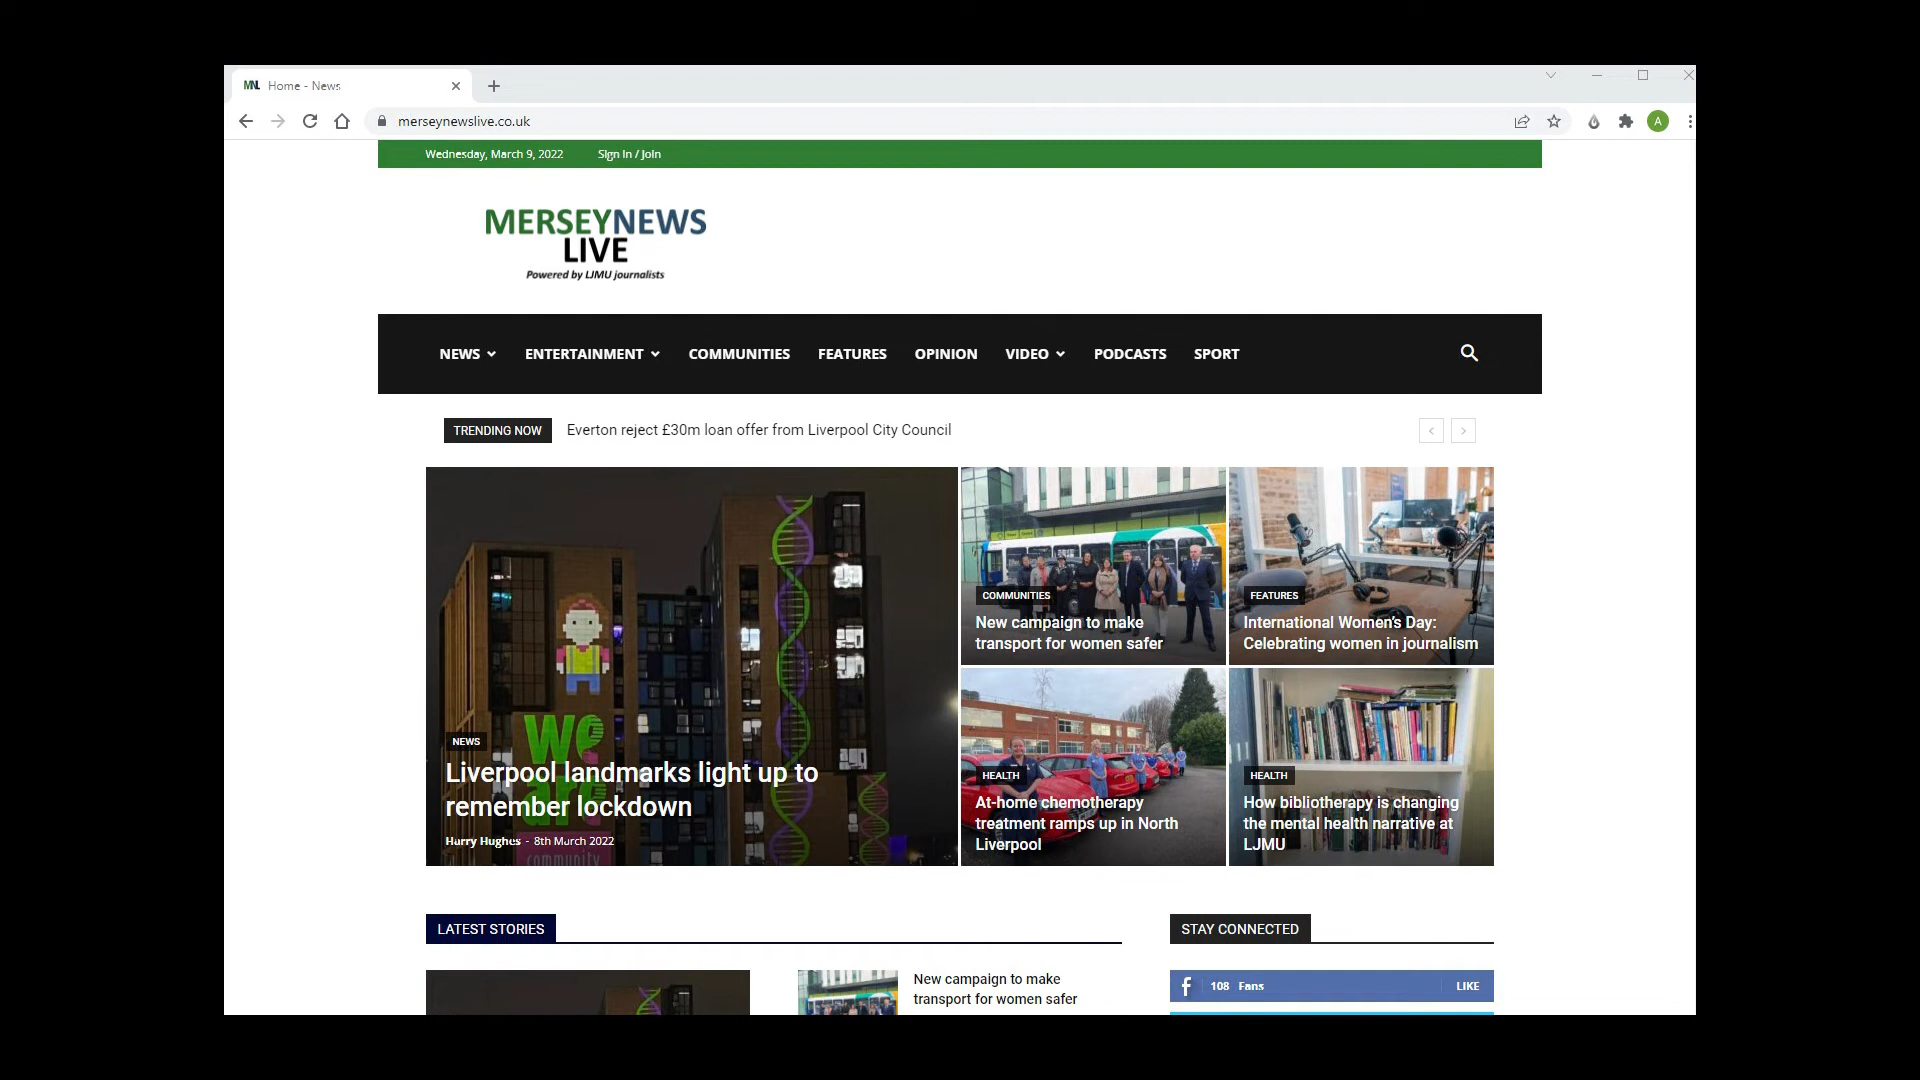 MNL Home - News
merseynewslive.co.uk
A
Wednesday, March 9, 2022 Sign in / Join
MERSEYNEWS
LIVE
Powered by LJMU journalists
NEWS ENTERTAINMENT COMMUNITIES FEATURES OPINION VIDEO PODCASTS SPORT
TRENDING NOW Everton reject £30m loan offer from Liverpool City Council
we
are
community
NEWS
Liverpool landmarks light up to
remember lockdown
Harry Hughes - 8th March 2022
COMMUNITIES
New campaign to make
transport for women safer
FEATURES
International Women's Day:
Celebrating women in journalism
HEALTH
At-home chemotherapy
treatment ramps up in North
Liverpool
HEALTH
How bibliotherapy is changing
the mental health narrative at
LJMU
LATEST STORIES
New campaign to make
transport for women safer
STAY CONNECTED
108 Fans LIKE